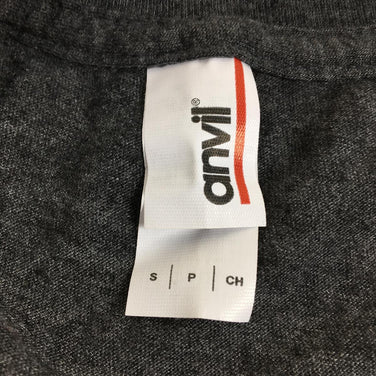 anvil®
S | P | CH